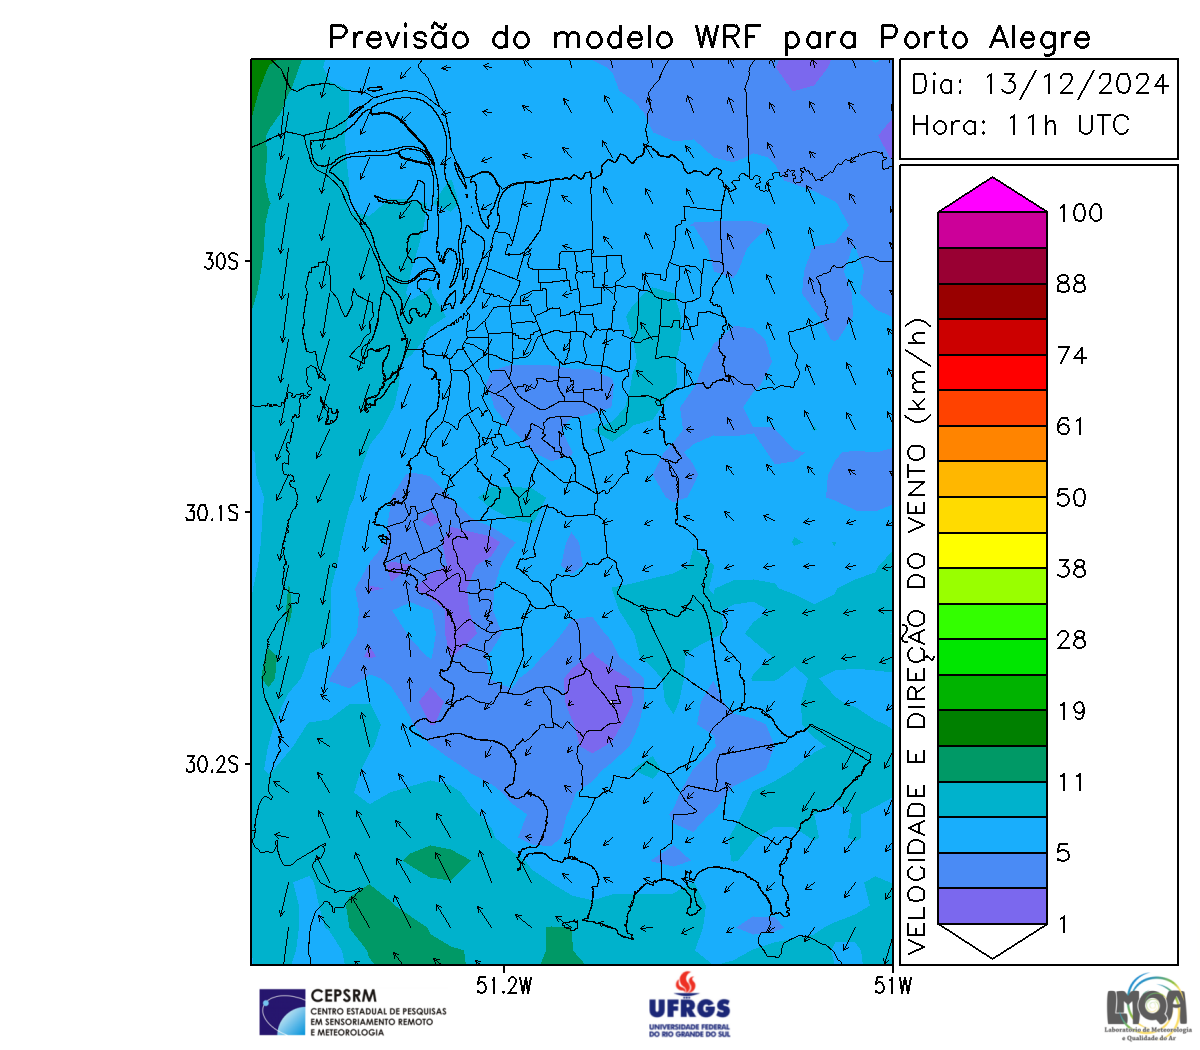 Previsão do modelo WRF para Porto Alegre
Dia: 13/12/2024
Hora: 11h UTC
30S
30.1S
30.2S
51.2W
51W
VELOCIDADE E DIREÇÃO DO VENTO (km/h)
100
88
74
61
50
38
28
19
11
5
1
CEPSRM
CENTRO ESTADUAL DE PESQUISAS
EM SENSORIAMENTO REMOTO
E METEOROLOGIA
UFRGS
UNIVERSIDADE FEDERAL
DO RIO GRANDE DO SUL
LMQA
Laboratório de Meteorologia
e Qualidade do Ar